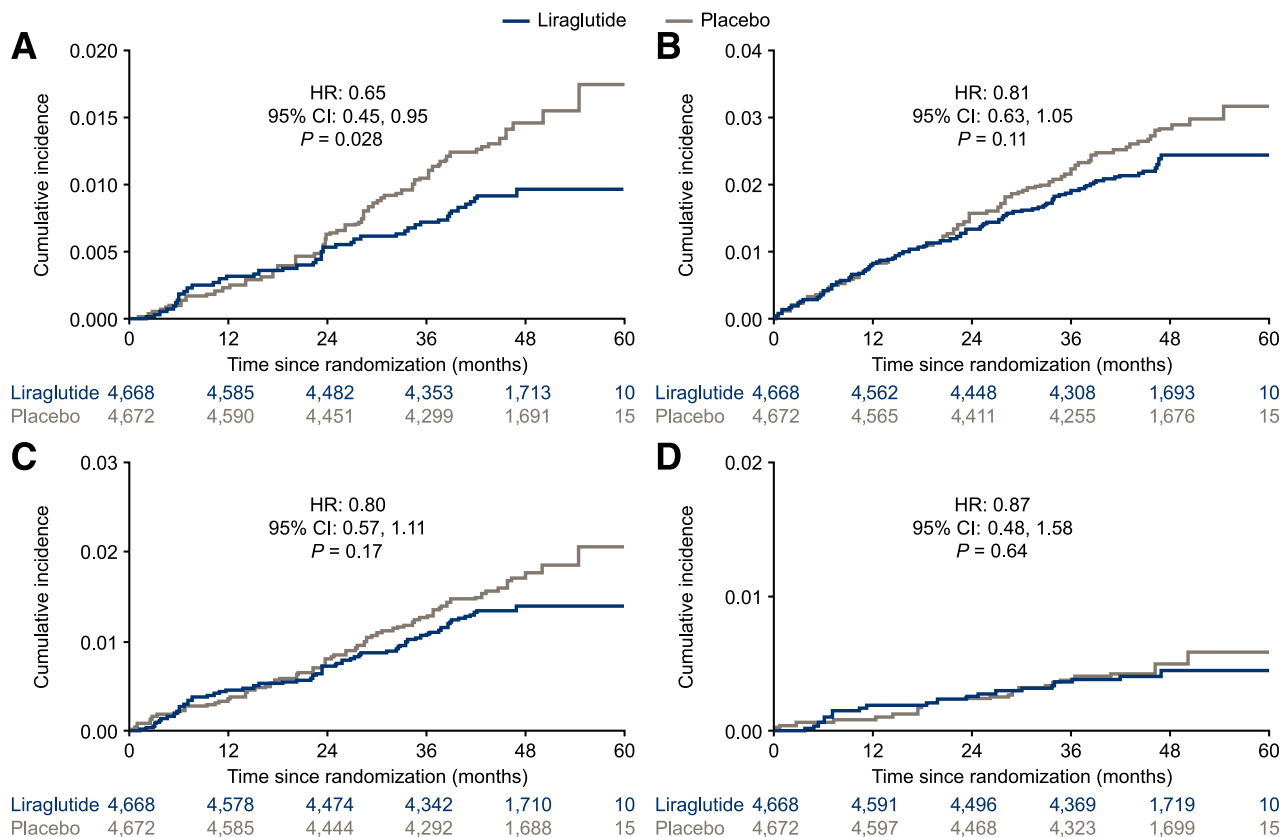 Liraglutide Placebo
A
0.020
0.015
0.010
0.005
0.000
Cumulative incidence
HR: 0.65
95% CI: 0.45, 0.95
P = 0.028
0 12 24 36 48 60
Time since randomization (months)
Liraglutide 4,668 4,585 4,482 4,353 1,713 10
Placebo 4,672 4,590 4,451 4,299 1,691 15
B
0.04
0.03
0.02
0.01
0.00
Cumulative incidence
HR: 0.81
95% CI: 0.63, 1.05
P = 0.11
0 12 24 36 48 60
Time since randomization (months)
Liraglutide 4,668 4,562 4,448 4,308 1,693 10
Placebo 4,672 4,565 4,411 4,255 1,676 15
C
0.03
0.02
0.01
0.00
Cumulative incidence
HR: 0.80
95% CI: 0.57, 1.11
P = 0.17
0 12 24 36 48 60
Time since randomization (months)
Liraglutide 4,668 4,578 4,474 4,342 1,710 10
Placebo 4,672 4,585 4,444 4,292 1,688 15
D
0.02
0.01
0.00
Cumulative incidence
HR: 0.87
95% CI: 0.48, 1.58
P = 0.64
0 12 24 36 48 60
Time since randomization (months)
Liraglutide 4,668 4,591 4,496 4,369 1,719 10
Placebo 4,672 4,597 4,468 4,323 1,699 15